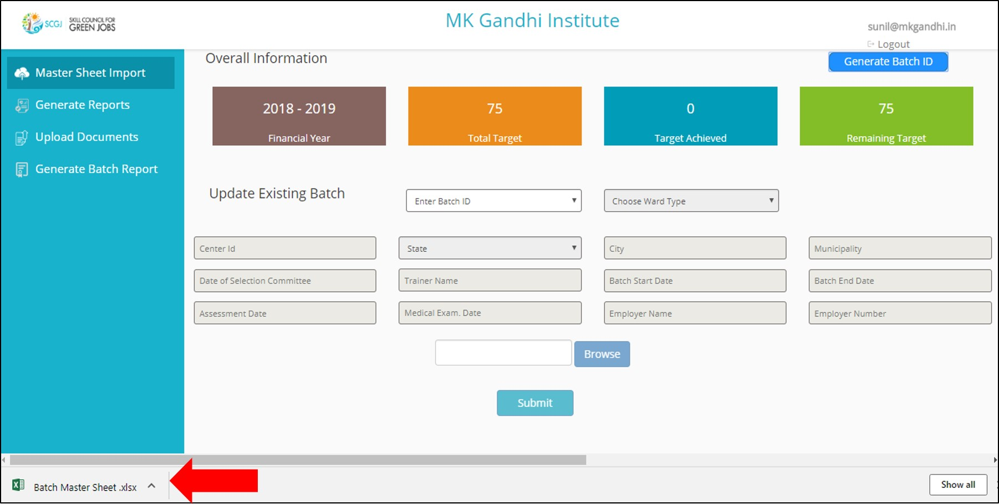 SCGJ
SKILL COUNCIL FOR
GREEN JOBS
MK Gandhi Institute
sunil@mkgandhi.in
Logout
Master Sheet Import
Generate Reports
Upload Documents
Generate Batch Report
Overall Information
Generate Batch ID
2018 - 2019
Financial Year
75
Total Target
0
Target Achieved
75
Remaining Target
Update Existing Batch
Enter Batch ID
Choose Ward Type
Center Id
State
City
Municipality
Date of Selection Committee
Trainer Name
Batch Start Date
Batch End Date
Assessment Date
Medical Exam. Date
Employer Name
Employer Number
Browse
Submit
Batch Master Sheet .xlsx
Show all